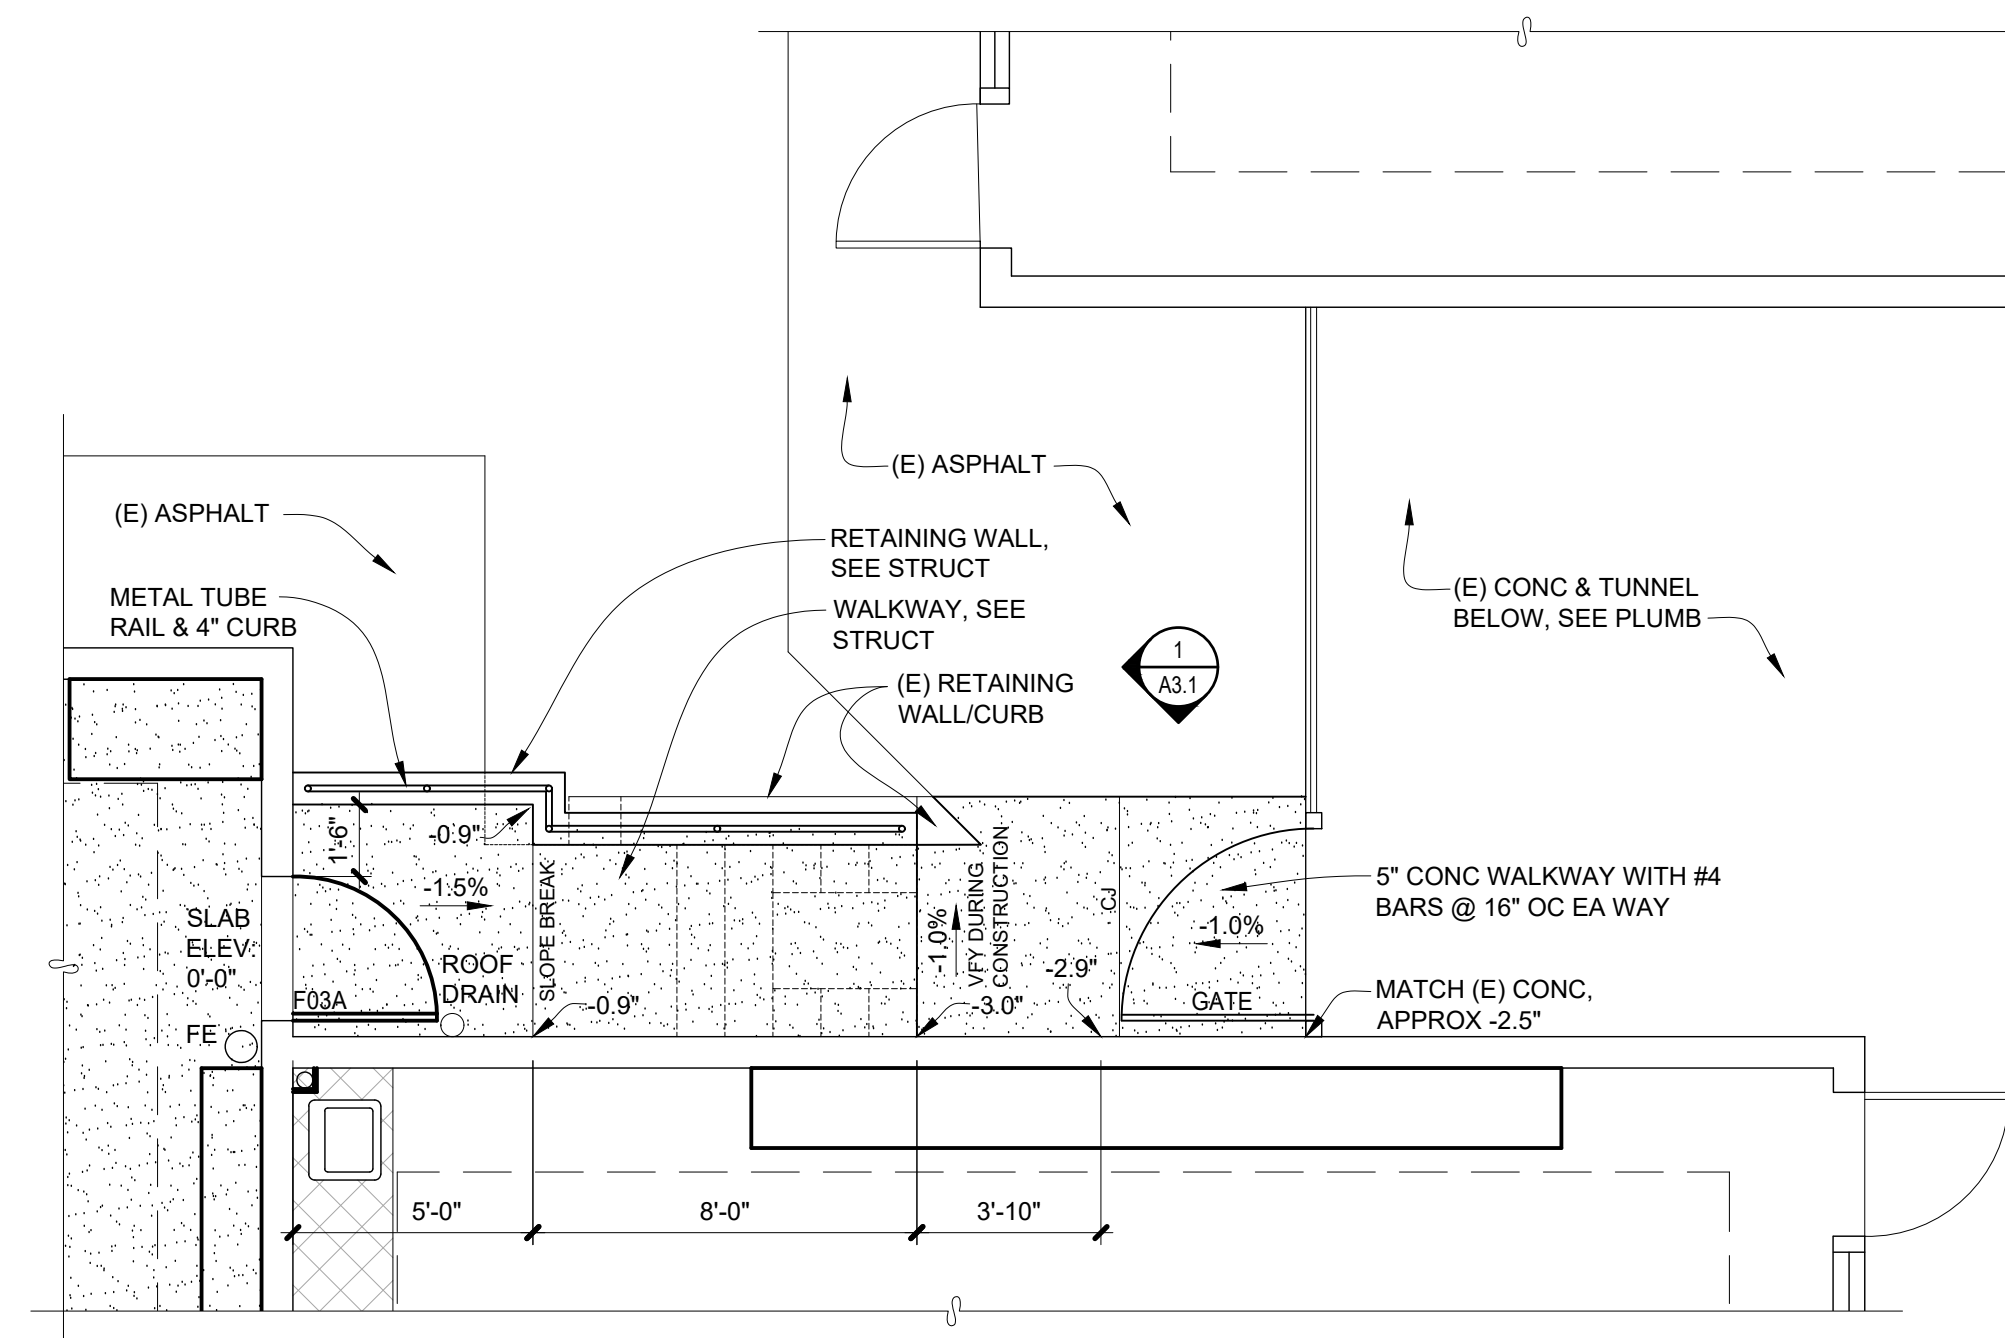 (E) ASPHALT
(E) ASPHALT
RETAINING WALL,
SEE STRUCT
(E) CONC & TUNNEL
BELOW, SEE PLUMB
METAL TUBE
RAIL & 4" CURB
WALKWAY, SEE
STRUCT
1
A3.1
(E) RETAINING
WALL/CURB
1'-6"
-0.9"
-1.5%
SLOPE BREAK
SLAB
ELEV:
0'-0"
ROOF
DRAIN
F03A
FE
-0.9"
-1.0%
VFY DURING
CONSTRUCTION
-3.0"
-2.9"
CJ
-1.0%
GATE
5" CONC WALKWAY WITH #4
BARS @ 16" OC EA WAY
MATCH (E) CONC,
APPROX -2.5"
5'-0"
8'-0"
3'-10"